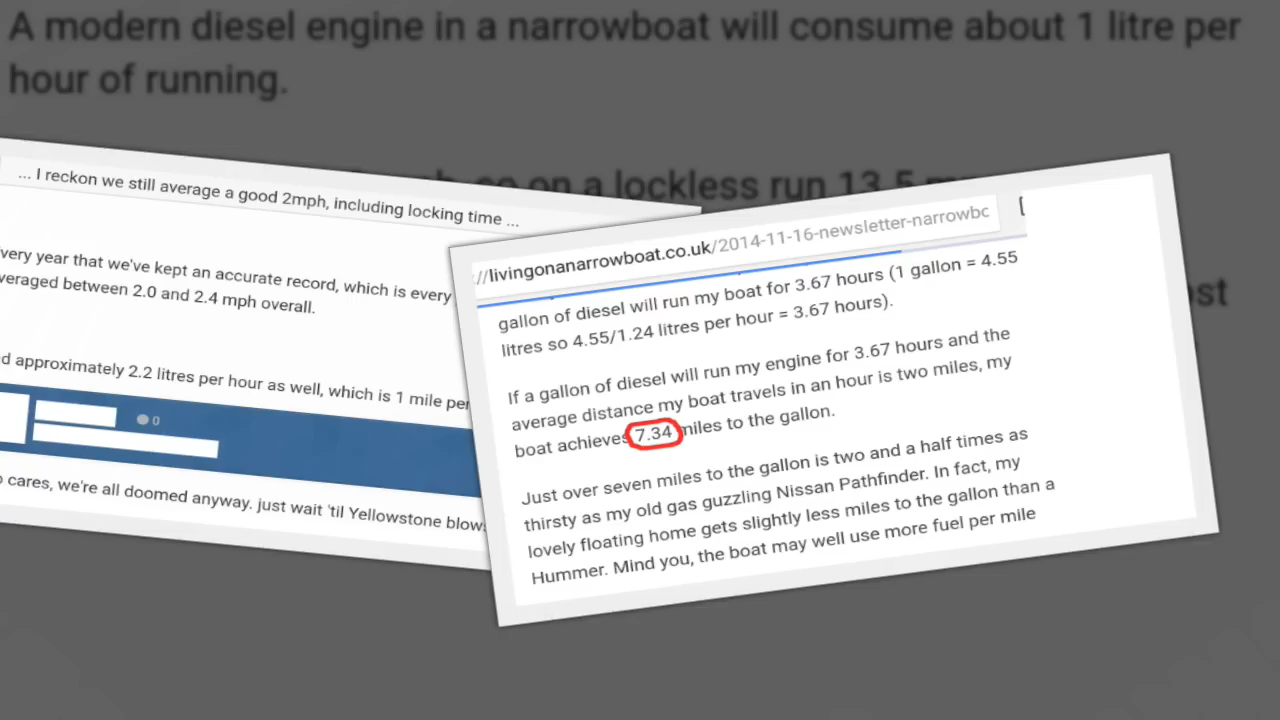 A modern diesel engine in a narrowboat will consume about 1 litre per
hour of running.
on a lockless run 13.5
... I reckon we still average a good 2mph, including locking time ...
year that we've kept an accurate record, which is every
between 2.0 and 2.4 mph overall.
approximately 2.2 litres per hour as well, which is 1 mile per
0
cares, we're all doomed anyway. just wait 'til Yellowstone
//livingonanarrowboat.co.uk/2014-11-16-newsletter-narrowbo
gallon of diesel will run my boat for 3.67 hours (1 gallon = 4.55
litres so 4.55/1.24 litres per hour = 3.67 hours).
If a gallon of diesel will run my engine for 3.67 hours and the
average distance my boat travels in an hour is two miles, my
boat achieves 7.34 miles to the gallon.
Just over seven miles to the gallon is two and a half times as
thirsty as my old gas guzzling Nissan Pathfinder. In fact, my
lovely floating home gets slightly less miles to the gallon than a
Hummer. Mind you, the boat may well use more fuel per mile